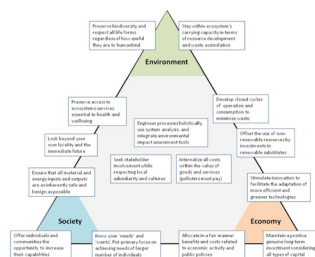 Preserve biodiversity and
respect all life forms
regardless of how useful
they are to humankind
Stay within ecosystem's
carrying capacity in terms
of resource development
and waste assimilation
Environment
Preserve access to
ecosystems services
essential to health and
wellbeing
Develop closed cycles
of operation and
consumption to
minimize waste
Engineer processes holistically,
use system analysis, and
integrate environmental
impact assessment tools
Look beyond your
own locality and the
immediate future
Offset the use of non-
renewable resources by
investments in
renewable substitutes
Seek stakeholder
involvement while
respecting local
subsidiarity and cultures
Internalize all costs
within the value of
goods and services
(polluters must pay)
Ensure that all material and
energy inputs and outputs
are as inherently safe and
benign as possible
Stimulate innovation to
facilitate the adaptation of
more efficient and
greener technologies
Society
Economy
Offer individuals and
communities the
opportunity to increase
their capabilities
Know your 'needs' and
'wants'. Put primary focus on
achieving needs of larger
number of individuals
Allocate in a fair manner
benefits and costs related
to economic activity and
public policies
Maintain a positive
genuine long term
investment considering
all types of capital